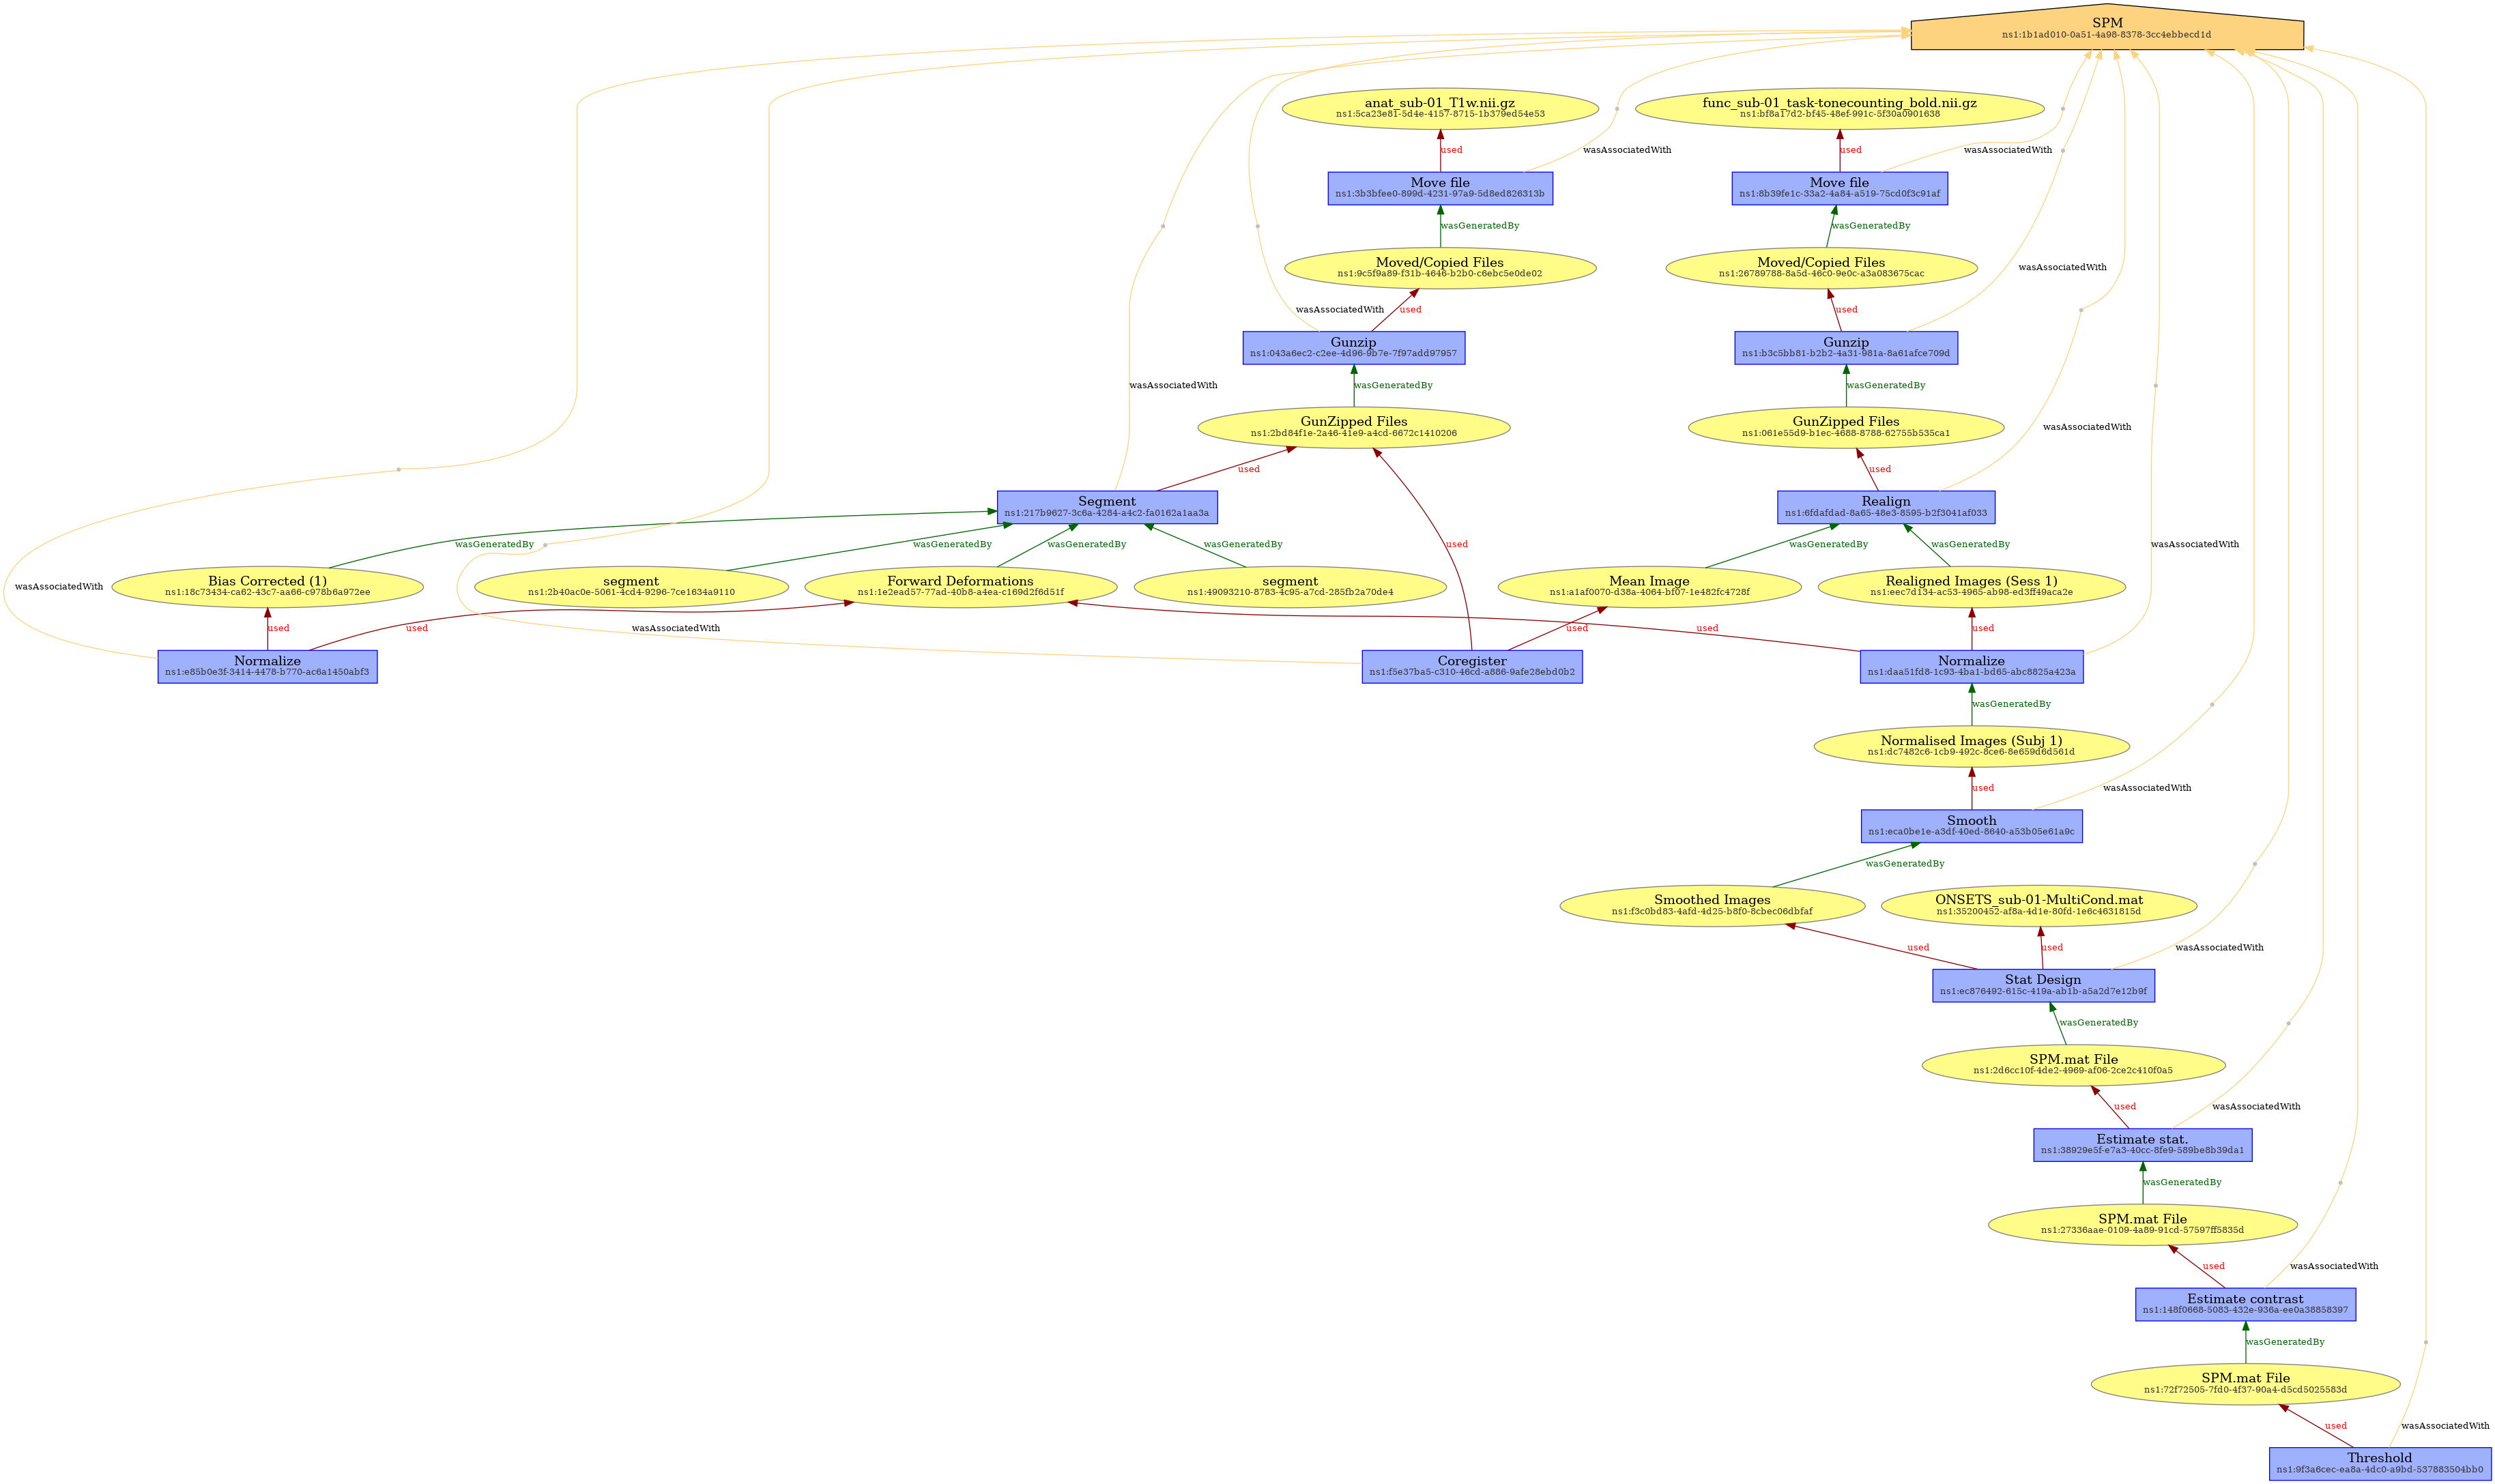 SPM
ns1:1b1ad010-0a51-4a98-8378-3cc4ebbecd1d
anat_sub-01_T1w.nii.gz
ns1:5ca23e81-5d4e-4157-8715-1b379ed54e53
func_sub-01_task-tonecounting_bold.nii.gz
ns1:bf8a17d2-bf45-48ef-991c-5f30a0901638
used
wasAssociatedWith
used
wasAssociatedWith
Move file
ns1:3b3bfee0-899d-4231-97a9-5d8ed826313b
Move file
ns1:8b39fe1c-33a2-4a84-a519-75cd0f3c91af
wasGeneratedBy
wasGeneratedBy
Moved/Copied Files
ns1:9c5f9a89-f31b-4646-b2b0-c6ebc5e0de02
Moved/Copied Files
ns1:26789788-8a5d-46c0-9e0c-a3a083675cac
wasAssociatedWith
wasAssociatedWith
used
used
Gunzip
ns1:043a6ec2-c2ee-4d96-9b7e-7f97add97957
Gunzip
ns1:b3c5bb81-b2b2-4a31-981a-8a61afce709d
wasAssociatedWith
wasGeneratedBy
wasGeneratedBy
GunZipped Files
ns1:2bd84f1e-2a46-41e9-a4cd-6672c1410206
GunZipped Files
ns1:061e55d9-b1ec-4688-8788-62755b535ca1
wasAssociatedWith
used
used
Segment
ns1:217b9627-3c6a-4284-a4c2-fa0162a1aa3a
Realign
ns1:6fdafdad-8a65-48e3-8595-b2f3041af033
wasGeneratedBy
wasGeneratedBy
wasGeneratedBy
wasGeneratedBy
used
wasGeneratedBy
wasGeneratedBy
wasAssociatedWith
wasAssociatedWith
Bias Corrected (1)
ns1:18c73434-ca62-43c7-aa66-c978b6a972ee
segment
ns1:2b40ac0e-5061-4cd4-9296-7ce1634a9110
Forward Deformations
ns1:1e2ead57-77ad-40b8-a4ea-c169d2f6d51f
segment
ns1:49093210-8783-4c95-a7cd-285fb2a70de4
Mean Image
ns1:a1af0070-d38a-4064-bf07-1e482fc4728f
Realigned Images (Sess 1)
ns1:eec7d134-ac53-4965-ab98-ed3ff49aca2e
used
used
wasAssociatedWith
used
used
used
Normalize
ns1:e85b0e3f-3414-4478-b770-ac6a1450abf3
Coregister
ns1:f5e37ba5-c310-46cd-a886-9afe28ebd0b2
Normalize
ns1:daa51fd8-1c93-4ba1-bd65-abc8825a423a
wasGeneratedBy
Normalised Images (Subj 1)
ns1:dc7482c6-1cb9-492c-8ce6-8e659d6d561d
used
wasAssociatedWith
Smooth
ns1:eca0be1e-a3df-40ed-8640-a53b05e61a9c
wasGeneratedBy
Smoothed Images
ns1:f3c0bd83-4afd-4d25-b8f0-8cbec06dbfaf
ONSETS_sub-01-MultiCond.mat
ns1:35200452-af8a-4d1e-80fd-1e6c4631815d
used
used
wasAssociatedWith
Stat Design
ns1:ec876492-615c-419a-ab1b-a5a2d7e12b9f
wasGeneratedBy
SPM.mat File
ns1:2d6cc10f-4de2-4969-af06-2ce2c410f0a5
used
wasAssociatedWith
Estimate stat.
ns1:38929e5f-e7a3-40cc-8fe9-589be8b39da1
wasGeneratedBy
SPM.mat File
ns1:27336aae-0109-4a89-91cd-57597ff5835d
used
wasAssociatedWith
Estimate contrast
ns1:148f0668-5083-432e-936a-ee0a38858397
wasGeneratedBy
SPM.mat File
ns1:72f72505-7fd0-4f37-90a4-d5cd5025583d
used
wasAssociatedWith
Threshold
ns1:9f3a6cec-ea8a-4dc0-a9bd-537883504bb0